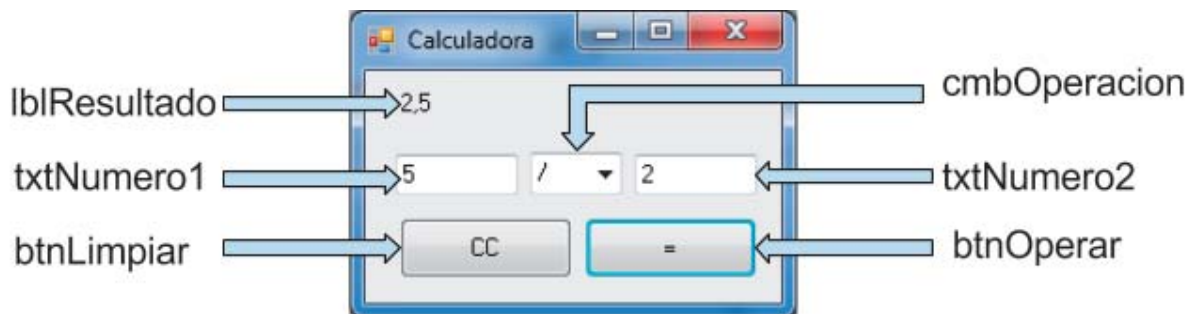 Calculadora
lblResultado
2,5
cmbOperacion
txtNumero1
5
/
2
txtNumero2
btnLimpiar
CC
=
btnOperar